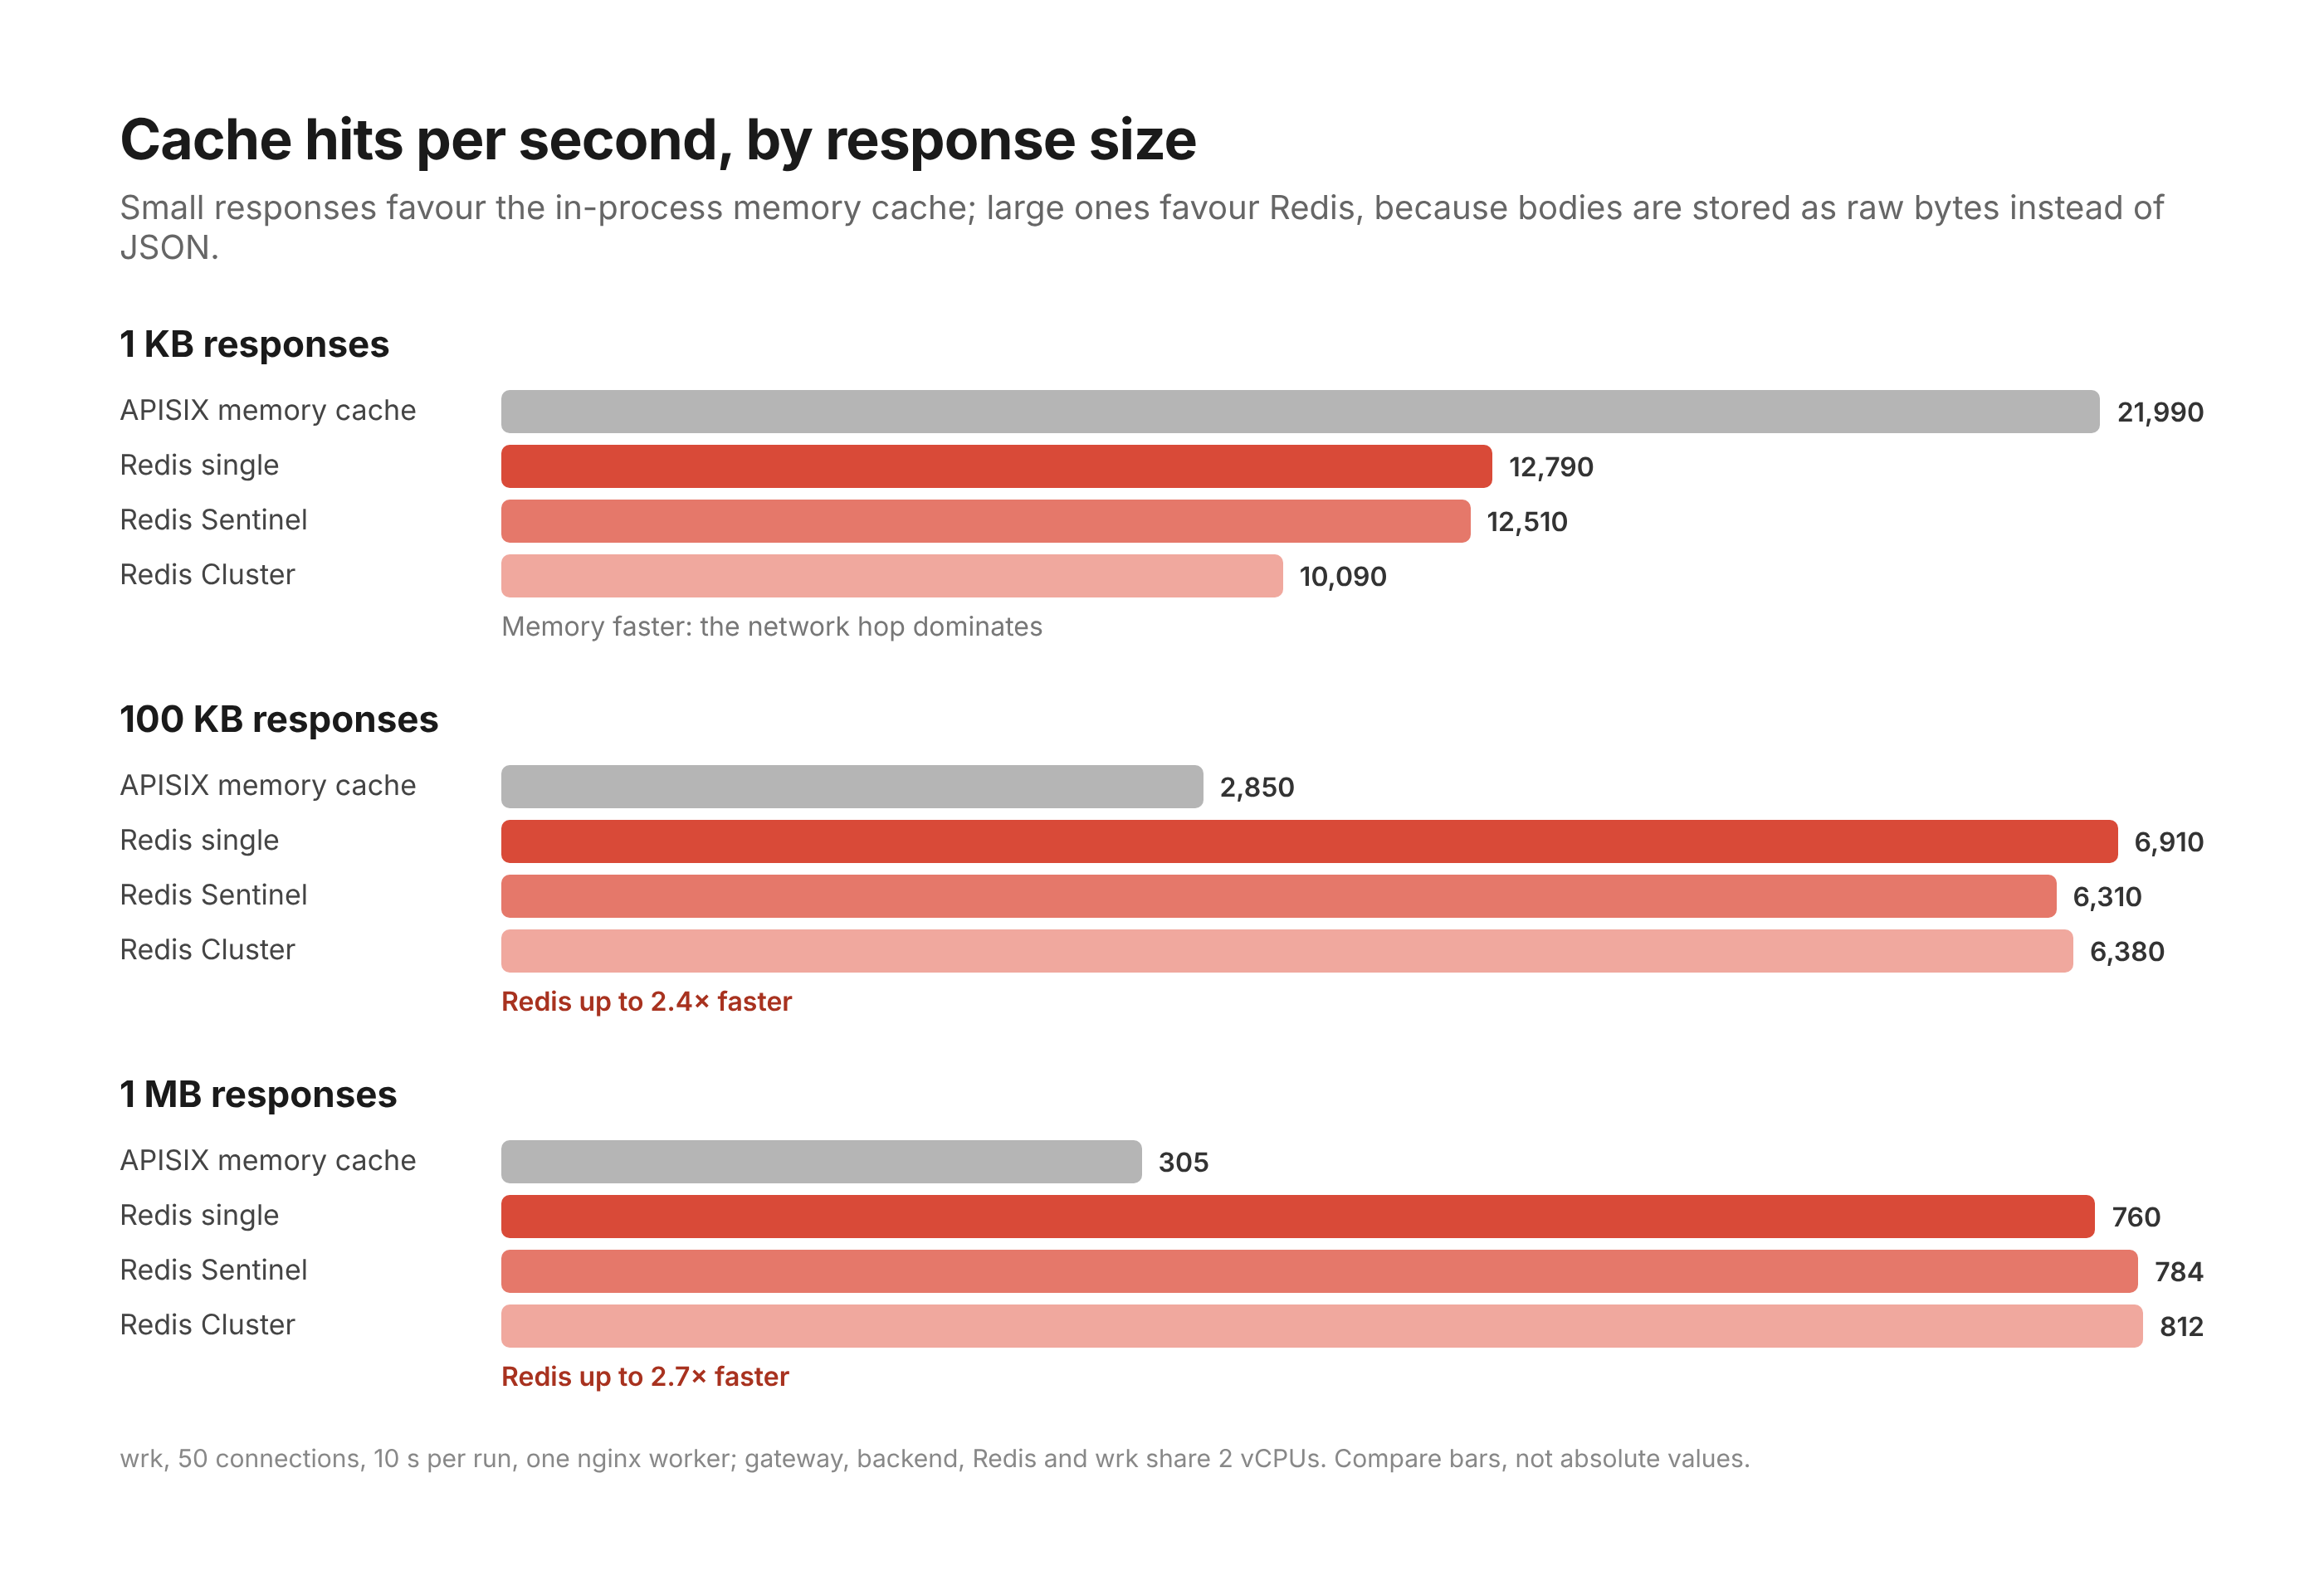 Cache hits per second, by response size
Small responses favour the in-process memory cache; large ones favour Redis, because bodies are stored as raw bytes instead of
JSON.
1 KB responses
APISIX memory cache 21,990
Redis single 12,790
Redis Sentinel 12,510
Redis Cluster 10,090
Memory faster: the network hop dominates
100 KB responses
APISIX memory cache 2,850
Redis single 6,910
Redis Sentinel 6,310
Redis Cluster 6,380
Redis up to 2.4× faster
1 MB responses
APISIX memory cache 305
Redis single 760
Redis Sentinel 784
Redis Cluster 812
Redis up to 2.7× faster
wrk, 50 connections, 10 s per run, one nginx worker; gateway, backend, Redis and wrk share 2 vCPUs. Compare bars, not absolute values.